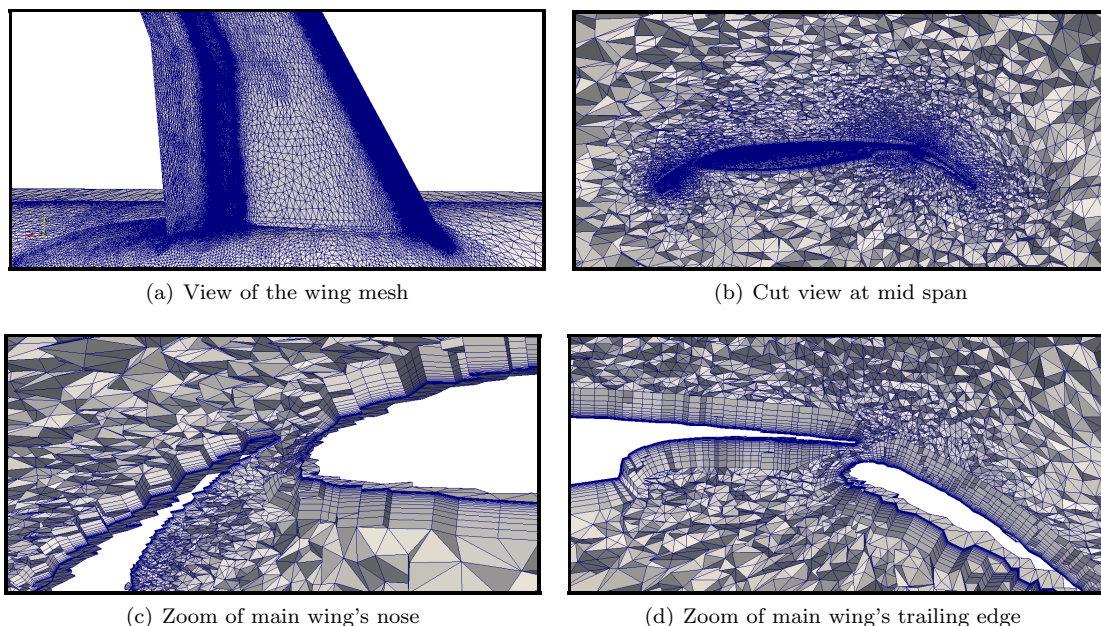 (a) View of the wing mesh
(b) Cut view at mid span
(c) Zoom of main wing's nose
(d) Zoom of main wing's trailing edge